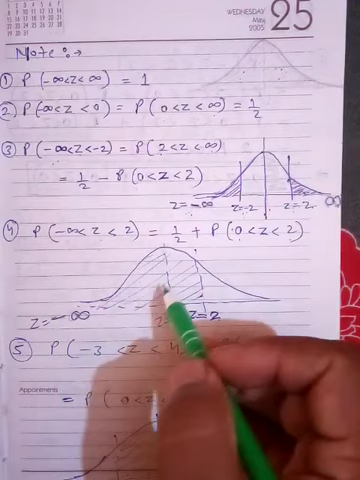 WEDNESDAY 25
May,
2005
Note :→
① P (-∞<z<∞) = 1
② P(∞<z<0) = P(0<z<∞) = 1/2
③ P(-∞<z<-2) = P(2<z<∞)
= 1/2 - P(0<z<2)
z=-∞ z=-2 z=2 ∞
④ P(-∞<z<2) = 1/2 + P(0<z<2)
z=-∞ z= z=2
⑤ P(-3<z<4
Appointments
= P(0<z<